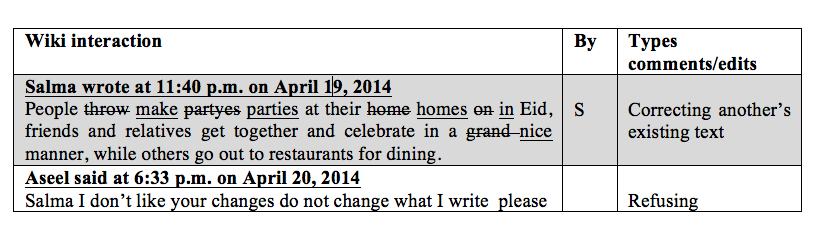 Wiki interaction By Types
comments/edits
Salma wrote at 11:40 p.m. on April 19, 2014
People throw make partyes parties at their home homes on in Eid, S Correcting another's
friends and relatives get together and celebrate in a grand nice existing text
manner, while others go out to restaurants for dining.
Aseel said at 6:33 p.m. on April 20, 2014
Salma I don't like your changes do not change what I write please Refusing